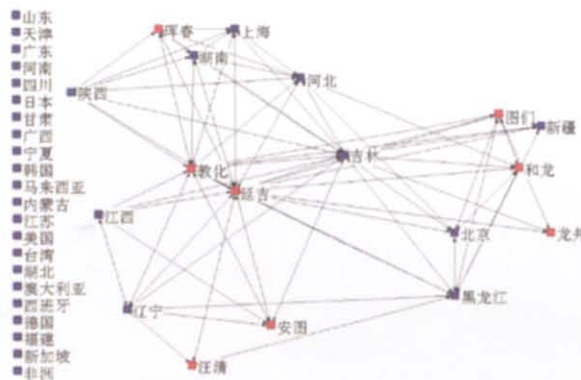 山东
天津
广东
河南
四川
日本
甘肃
广西
宁夏
韩国
马来西亚
内蒙古
江苏
美国
台湾
湖北
澳大利亚
西班牙
德国
福建
新加坡
非洲
珲春
上海
湖南
河北
陕西
图们
新疆
吉林
敦化
和龙
延吉
江西
北京
龙井
黑龙江
辽宁
安图
汪清